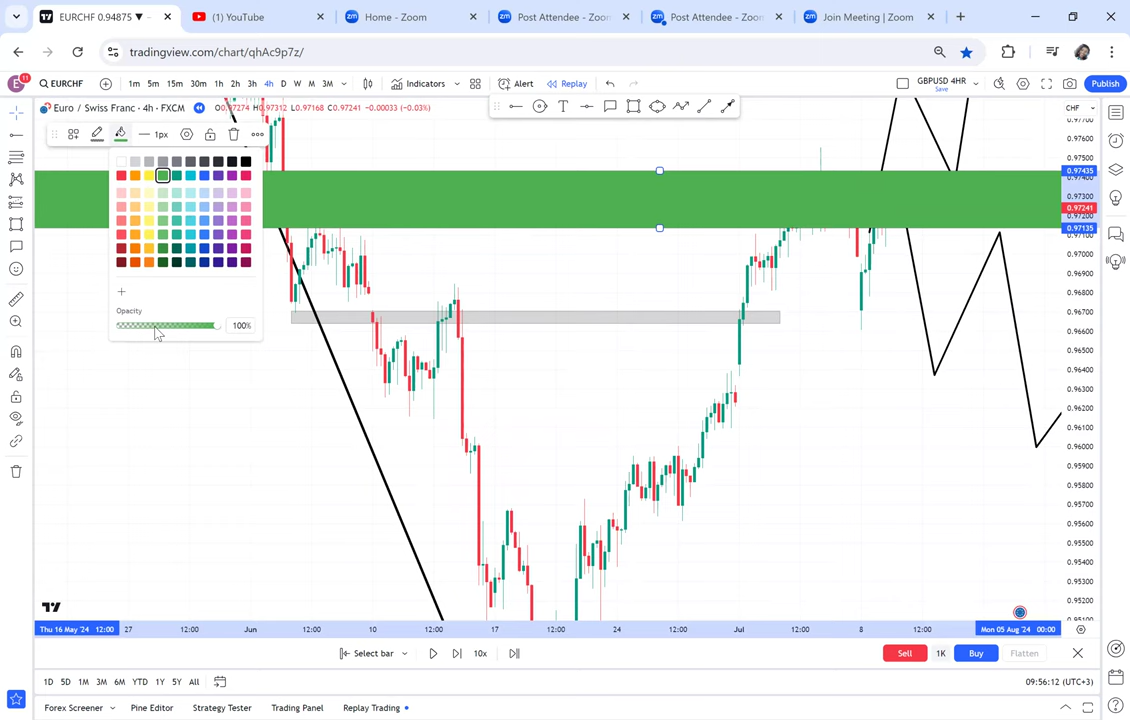 EURCHF 0.94875 ▼
(1) YouTube
Home - Zoom
Post Attendee - Zoom
Post Attendee - Zoom
Join Meeting | Zoom
tradingview.com/chart/qhAc9p7z/
E
11
EURCHF
1m 5m 15m 30m 1h 2h 3h 4h D W M 3M
Indicators
Alert
Replay
GBPUSD 4HR
Save
Publish
Euro / Swiss Franc · 4h · FXCM
O0.97274 H0.97312 L0.97168 C0.97241 −0.00033 (−0.03%)
CHF
1px
Opacity
100%
0.97700
0.97500
0.97435
0.97300
0.97241
0.97200
0.97135
0.97000
0.96900
0.96800
0.96700
0.96600
0.96500
0.96400
0.96300
0.96200
0.96100
0.96000
0.95900
0.95800
0.95700
0.95600
0.95500
0.95400
0.95300
0.95200
0.95100
Thu 16 May '24 12:00
27 12:00 Jun 12:00 10 12:00 17 12:00 24 12:00 Jul 12:00 8 12:00
Mon 05 Aug '24 00:00
Select bar
10x
Sell
1K
Buy
Flatten
1D 5D 1M 3M 6M YTD 1Y 5Y All
09:56:12 (UTC+3)
Forex Screener
Pine Editor
Strategy Tester
Trading Panel
Replay Trading